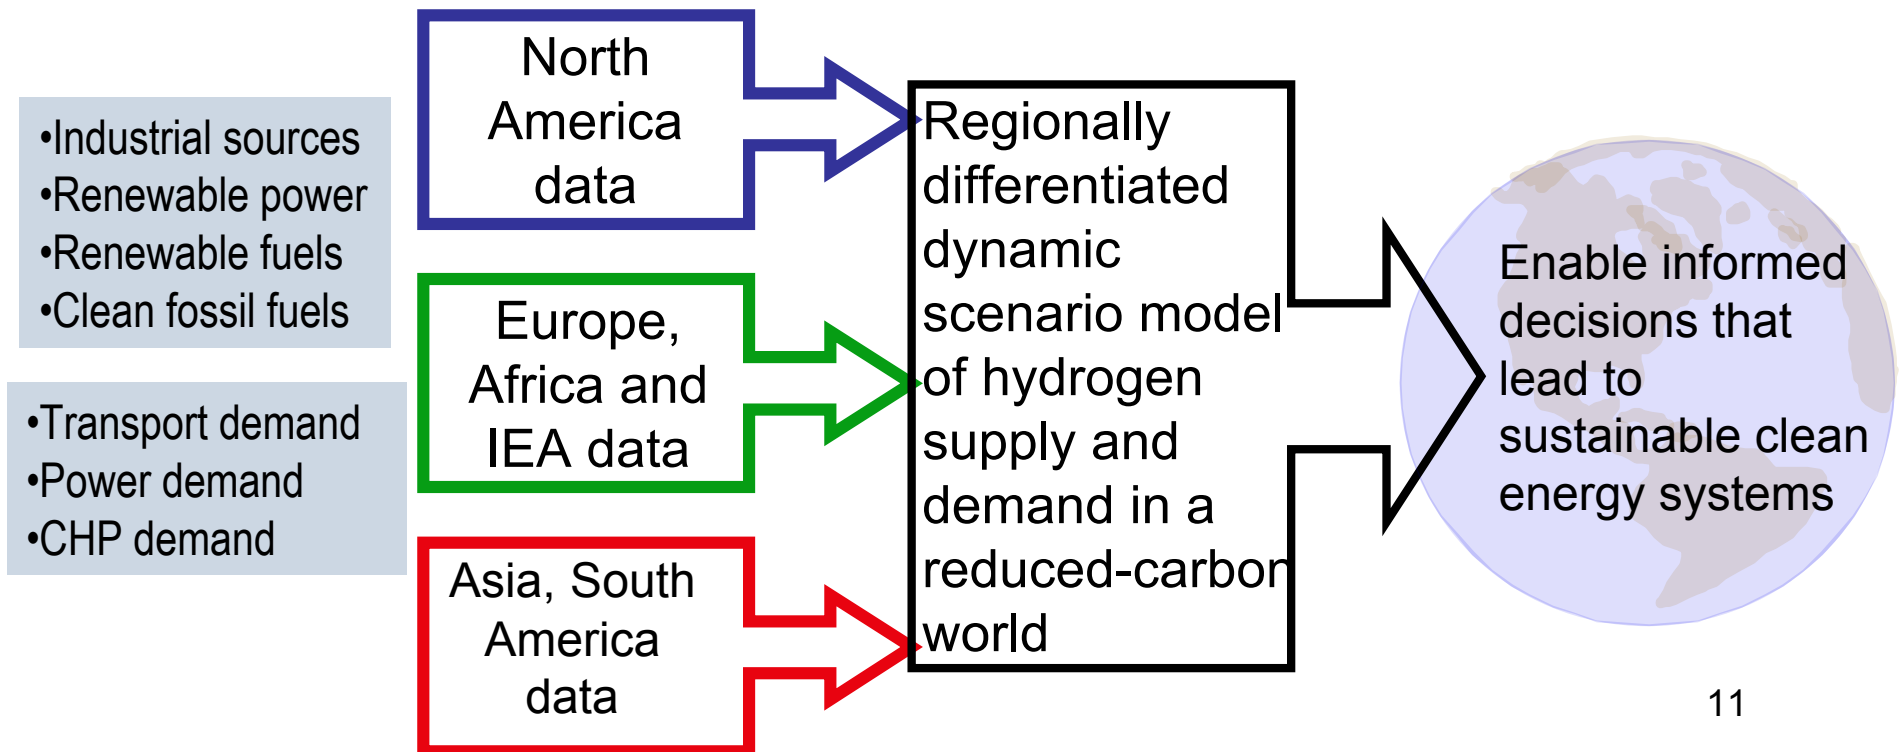 •Industrial sources
•Renewable power
•Renewable fuels
•Clean fossil fuels
•Transport demand
•Power demand
•CHP demand
North
America
data
Europe,
Africa and
IEA data
Asia, South
America
data
Regionally
differentiated
dynamic
scenario model
of hydrogen
supply and
demand in a
reduced-carbon
world
Enable informed
decisions that
lead to
sustainable clean
energy systems
11